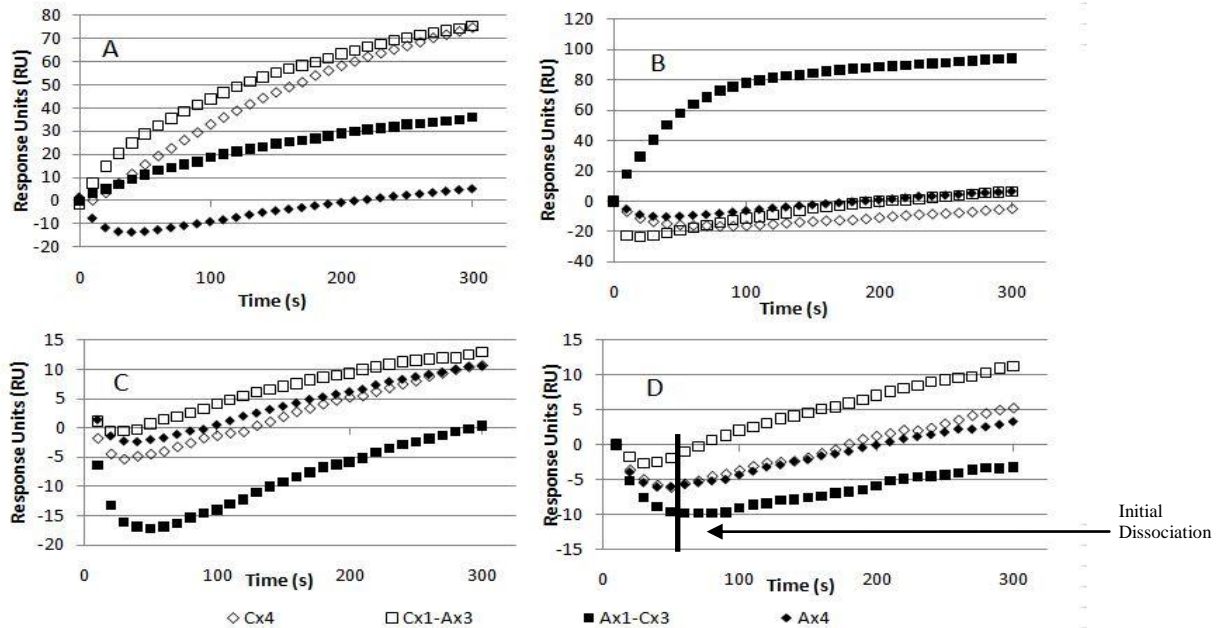 A
Response Units (RU)
80
70
60
50
40
30
20
10
0
-10
-20
0
100
200
300
Time (s)
B
Response Units (RU)
120
100
80
60
40
20
0
-20
-40
0
100
200
300
Time (s)
C
Response Units (RU)
15
10
5
0
-5
-10
-15
-20
0
100
200
300
Time (s)
D
Response Units (RU)
15
10
5
0
-5
-10
-15
0
100
200
300
Time (s)
Initial
Dissociation
Cx4
Cx1-Ax3
Ax1-Cx3
Ax4